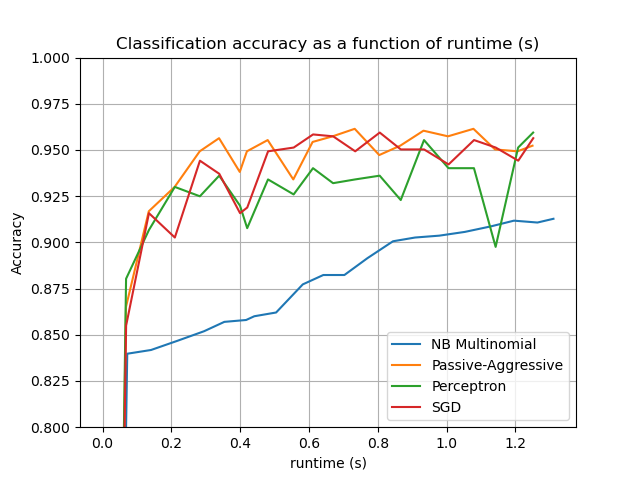 Classification accuracy as a function of runtime (s)
1.000
0.975
0.950
0.925
0.900
0.875
0.850
0.825
0.800
Accuracy
0.0 0.2 0.4 0.6 0.8 1.0 1.2
runtime (s)
NB Multinomial
Passive-Aggressive
Perceptron
SGD